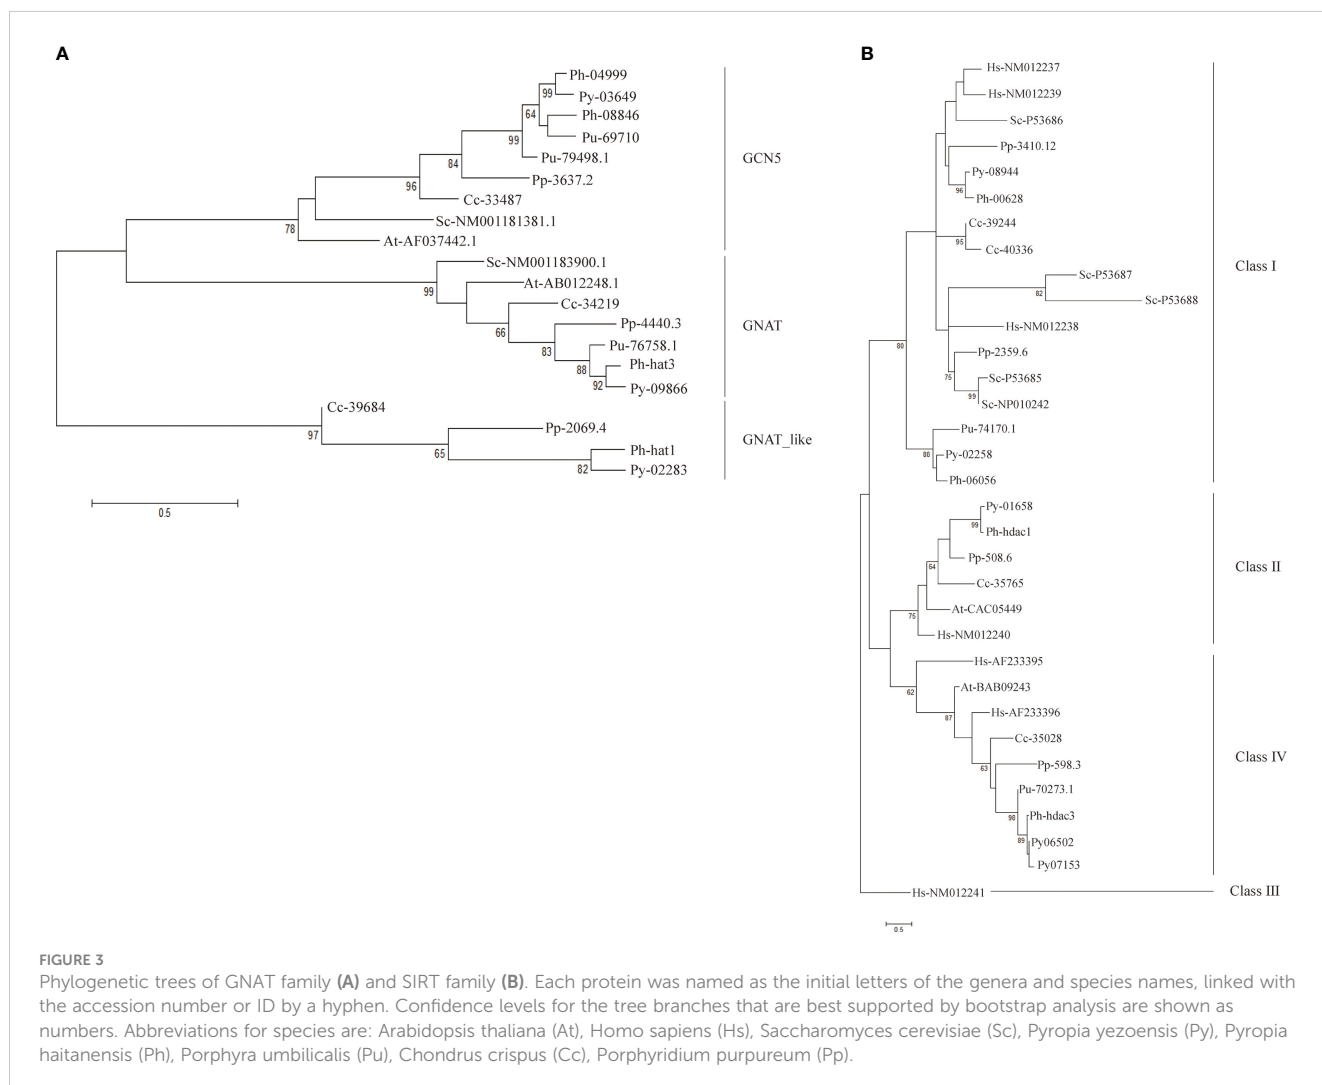 A
Ph-04999
99
Py-03649
64
Ph-08846
99
Pu-69710
Pu-79498.1
84
Pp-3637.2
96
Cc-33487
Sc-NM001181381.1
78
At-AF037442.1
GCN5
Sc-NM001183900.1
99
At-AB012248.1
Cc-34219
66
Pp-4440.3
83
Pu-76758.1
88
Ph-hat3
92
Py-09866
GNAT
Cc-39684
97
Pp-2069.4
65
Ph-hat1
82
Py-02283
GNAT_like
0.5
B
Hs-NM012237
Hs-NM012239
Sc-P53686
Pp-3410.12
Py-08944
96
Ph-00628
Cc-39244
95
Cc-40336
Sc-P53687
82
Sc-P53688
Hs-NM012238
80
Pp-2359.6
75
Sc-P53685
99
Sc-NP010242
Pu-74170.1
88
Py-02258
Ph-06056
Class I
Py-01658
99
Ph-hdac1
Pp-508.6
64
Cc-35765
At-CAC05449
75
Hs-NM012240
Class II
Hs-AF233395
62
At-BAB09243
87
Hs-AF233396
Cc-35028
63
Pp-598.3
Pu-70273.1
98
Ph-hdac3
89
Py06502
Py07153
Class IV
Hs-NM012241
Class III
0.5
FIGURE 3
Phylogenetic trees of GNAT family (A) and SIRT family (B). Each protein was named as the initial letters of the genera and species names, linked with
the accession number or ID by a hyphen. Confidence levels for the tree branches that are best supported by bootstrap analysis are shown as
numbers. Abbreviations for species are: Arabidopsis thaliana (At), Homo sapiens (Hs), Saccharomyces cerevisiae (Sc), Pyropia yezoensis (Py), Pyropia
haitanensis (Ph), Porphyra umbilicalis (Pu), Chondrus crispus (Cc), Porphyridium purpureum (Pp).